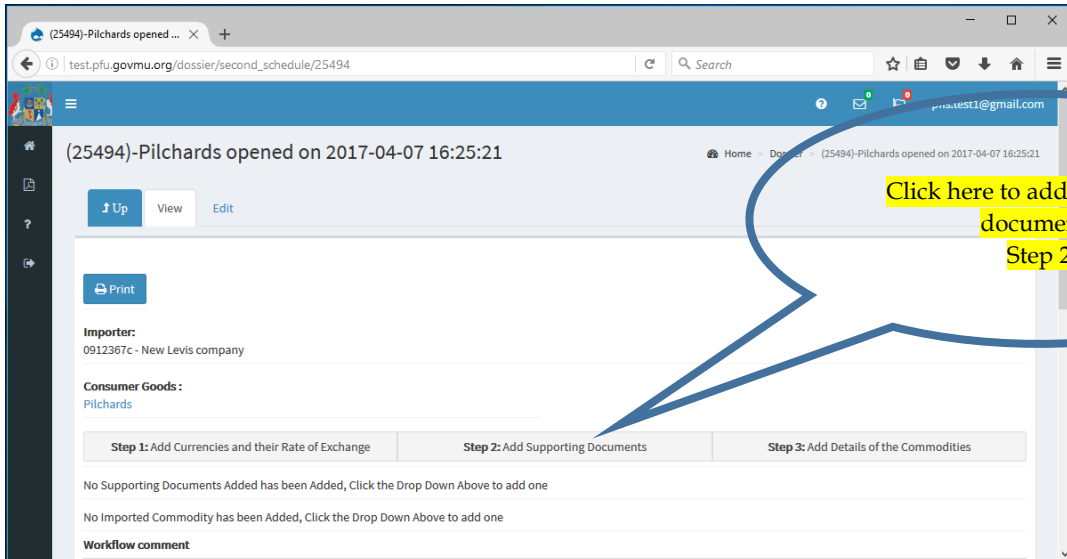 (25494)-Pilchards opened ...
test.pfu.govmu.org/dossier/second_schedule/25494
Search
0
0
(25494)-Pilchards opened on 2017-04-07 16:25:21
Home > > (25494)-Pilchards opened on 2017-04-07 16:25:21
Up View Edit
Click here to add
Step 2
Print
Importer:
0912367c - New Levis company
Consumer Goods :
Pilchards
Step 1: Add Currencies and their Rate of Exchange
Step 2: Add Supporting Documents
Step 3: Add Details of the Commodities
No Supporting Documents Added has been Added, Click the Drop Down Above to add one
No Imported Commodity has been Added, Click the Drop Down Above to add one
Workflow comment